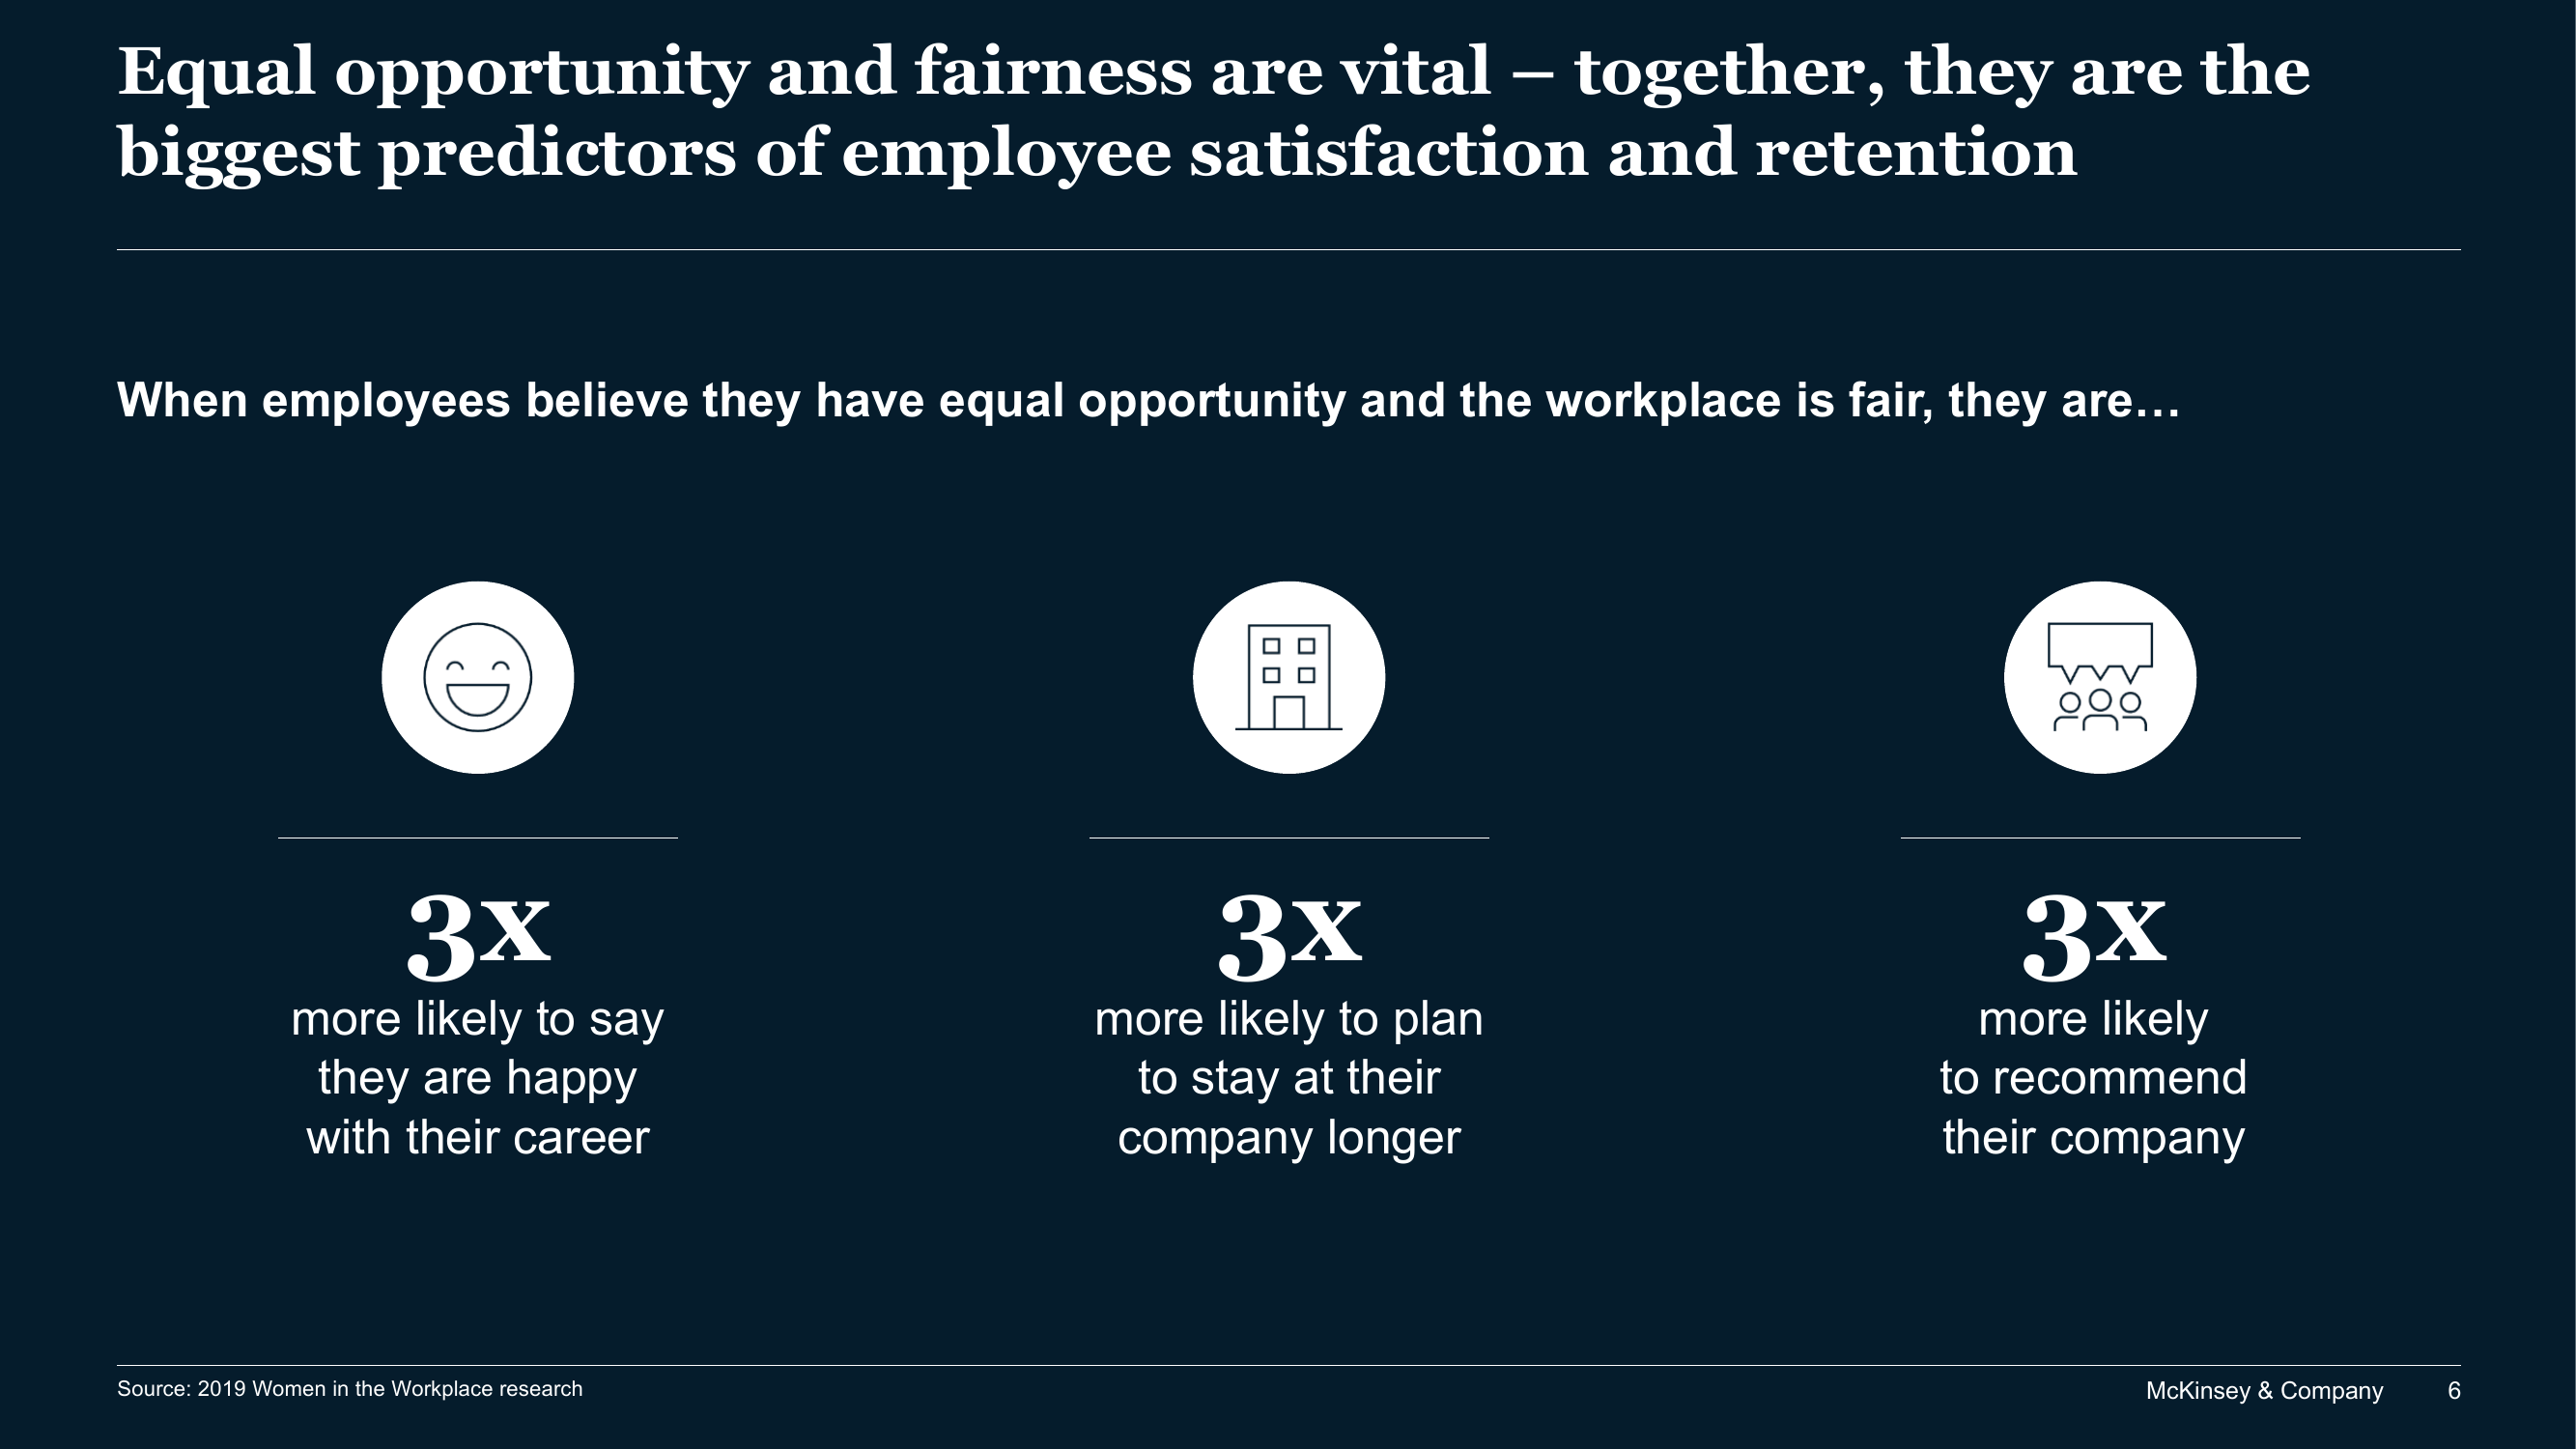 Equal opportunity and fairness are vital – together, they are the
biggest predictors of employee satisfaction and retention
When employees believe they have equal opportunity and the workplace is fair, they are…
3x
more likely to say
they are happy
with their career
3x
more likely to plan
to stay at their
company longer
3x
more likely
to recommend
their company
Source: 2019 Women in the Workplace research
McKinsey & Company 6